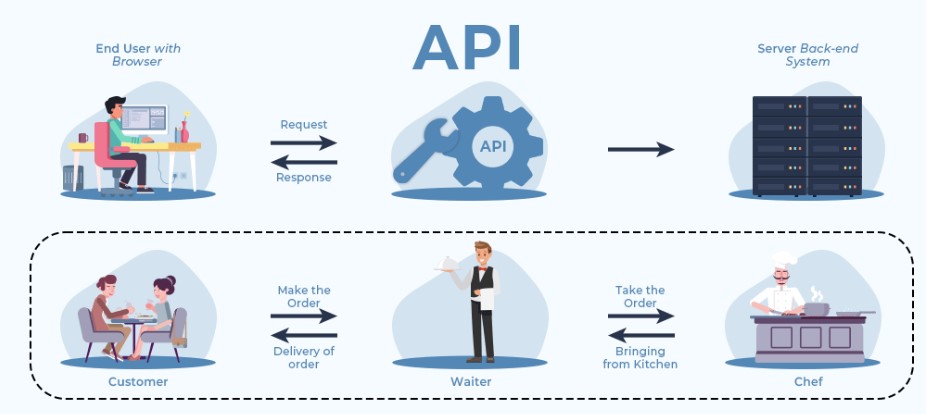 API
End User with
Browser
Server Back-end
System
Request
API
Response
Make the
Order
Take the
Order
Delivery of
order
Bringing
from Kitchen
Customer
Waiter
Chef